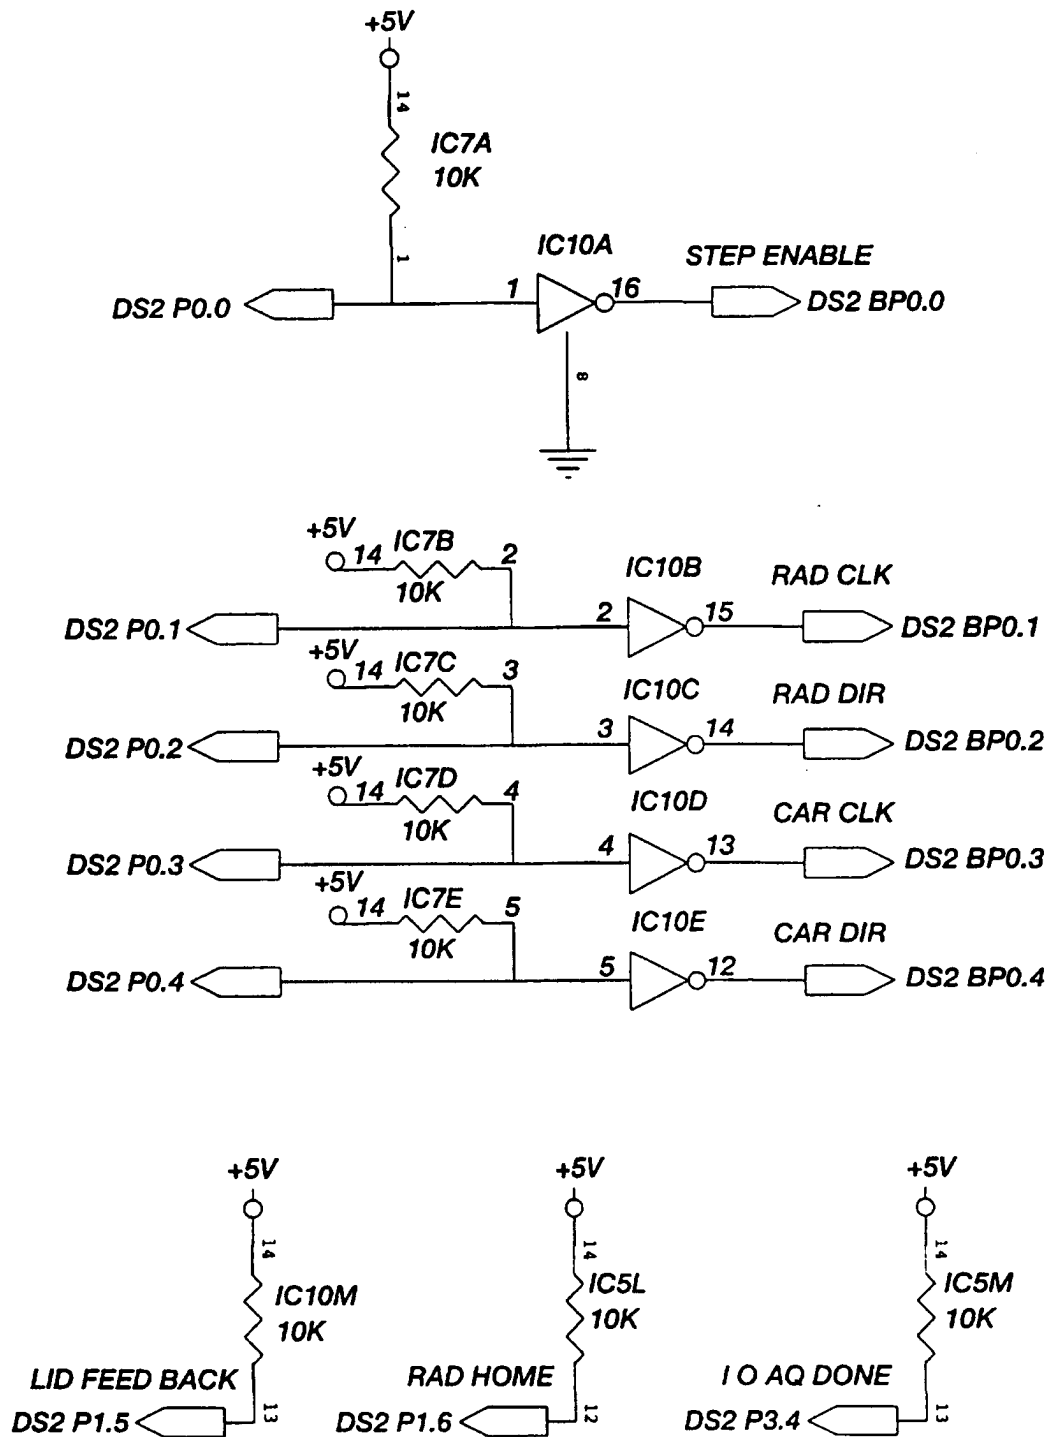 +5V
14
IC7A
10K
1
IC10A
STEP ENABLE
DS2 P0.0
1
16
DS2 BP0.0
8
+5V
14
IC7B
2
10K
IC10B
RAD CLK
DS2 P0.1
2
15
DS2 BP0.1
+5V
14
IC7C
3
10K
IC10C
RAD DIR
DS2 P0.2
3
14
DS2 BP0.2
+5V
14
IC7D
4
10K
IC10D
CAR CLK
DS2 P0.3
4
13
DS2 BP0.3
+5V
14
IC7E
5
10K
IC10E
CAR DIR
DS2 P0.4
5
12
DS2 BP0.4
+5V
14
IC10M
10K
LID FEED BACK
DS2 P1.5
13
+5V
14
IC5L
10K
RAD HOME
DS2 P1.6
12
+5V
14
IC5M
10K
I O AQ DONE
DS2 P3.4
13